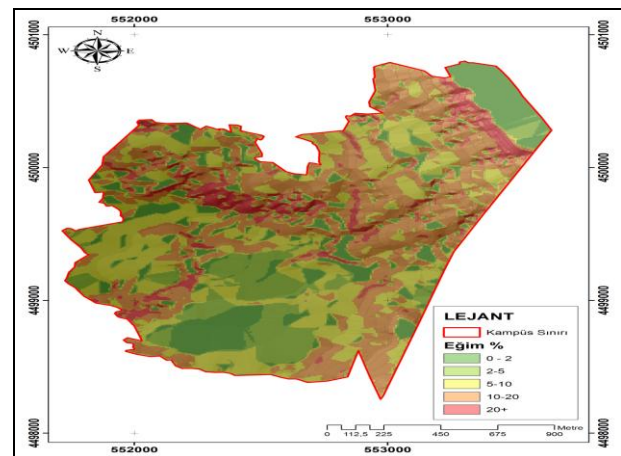 552000 553000
4501000 4501000
N
W E
S
4500000 4500000
4499000 4499000
LEJANT
Kampüs Sınırı
Eğim %
0 - 2
2-5
5-10
10-20
20+
Metre
0 112,5 225 450 675 900
4498000 4498000
552000 553000